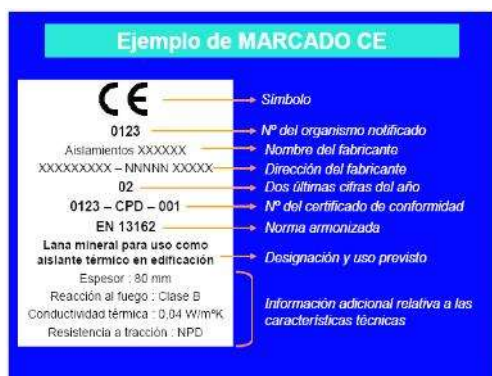 Ejemplo de MARCADO CE
CE
Símbolo
0123
Nº del organismo notificado
Aislamientos XXXXXX
Nombre del fabricante
XXXXXXXXX – NNNNN XXXXX
Dirección del fabricante
02
Dos últimas cifras del año
0123 – CPD – 001
Nº del certificado de conformidad
EN 13162
Norma armonizada
Lana mineral para uso como
aislante térmico en edificación
Designación y uso previsto
Espesor : 80 mm
Reacción al fuego : Clase B
Conductividad térmica : 0,04 W/mºK
Resistencia a tracción : NPD
Información adicional relativa a las
características técnicas